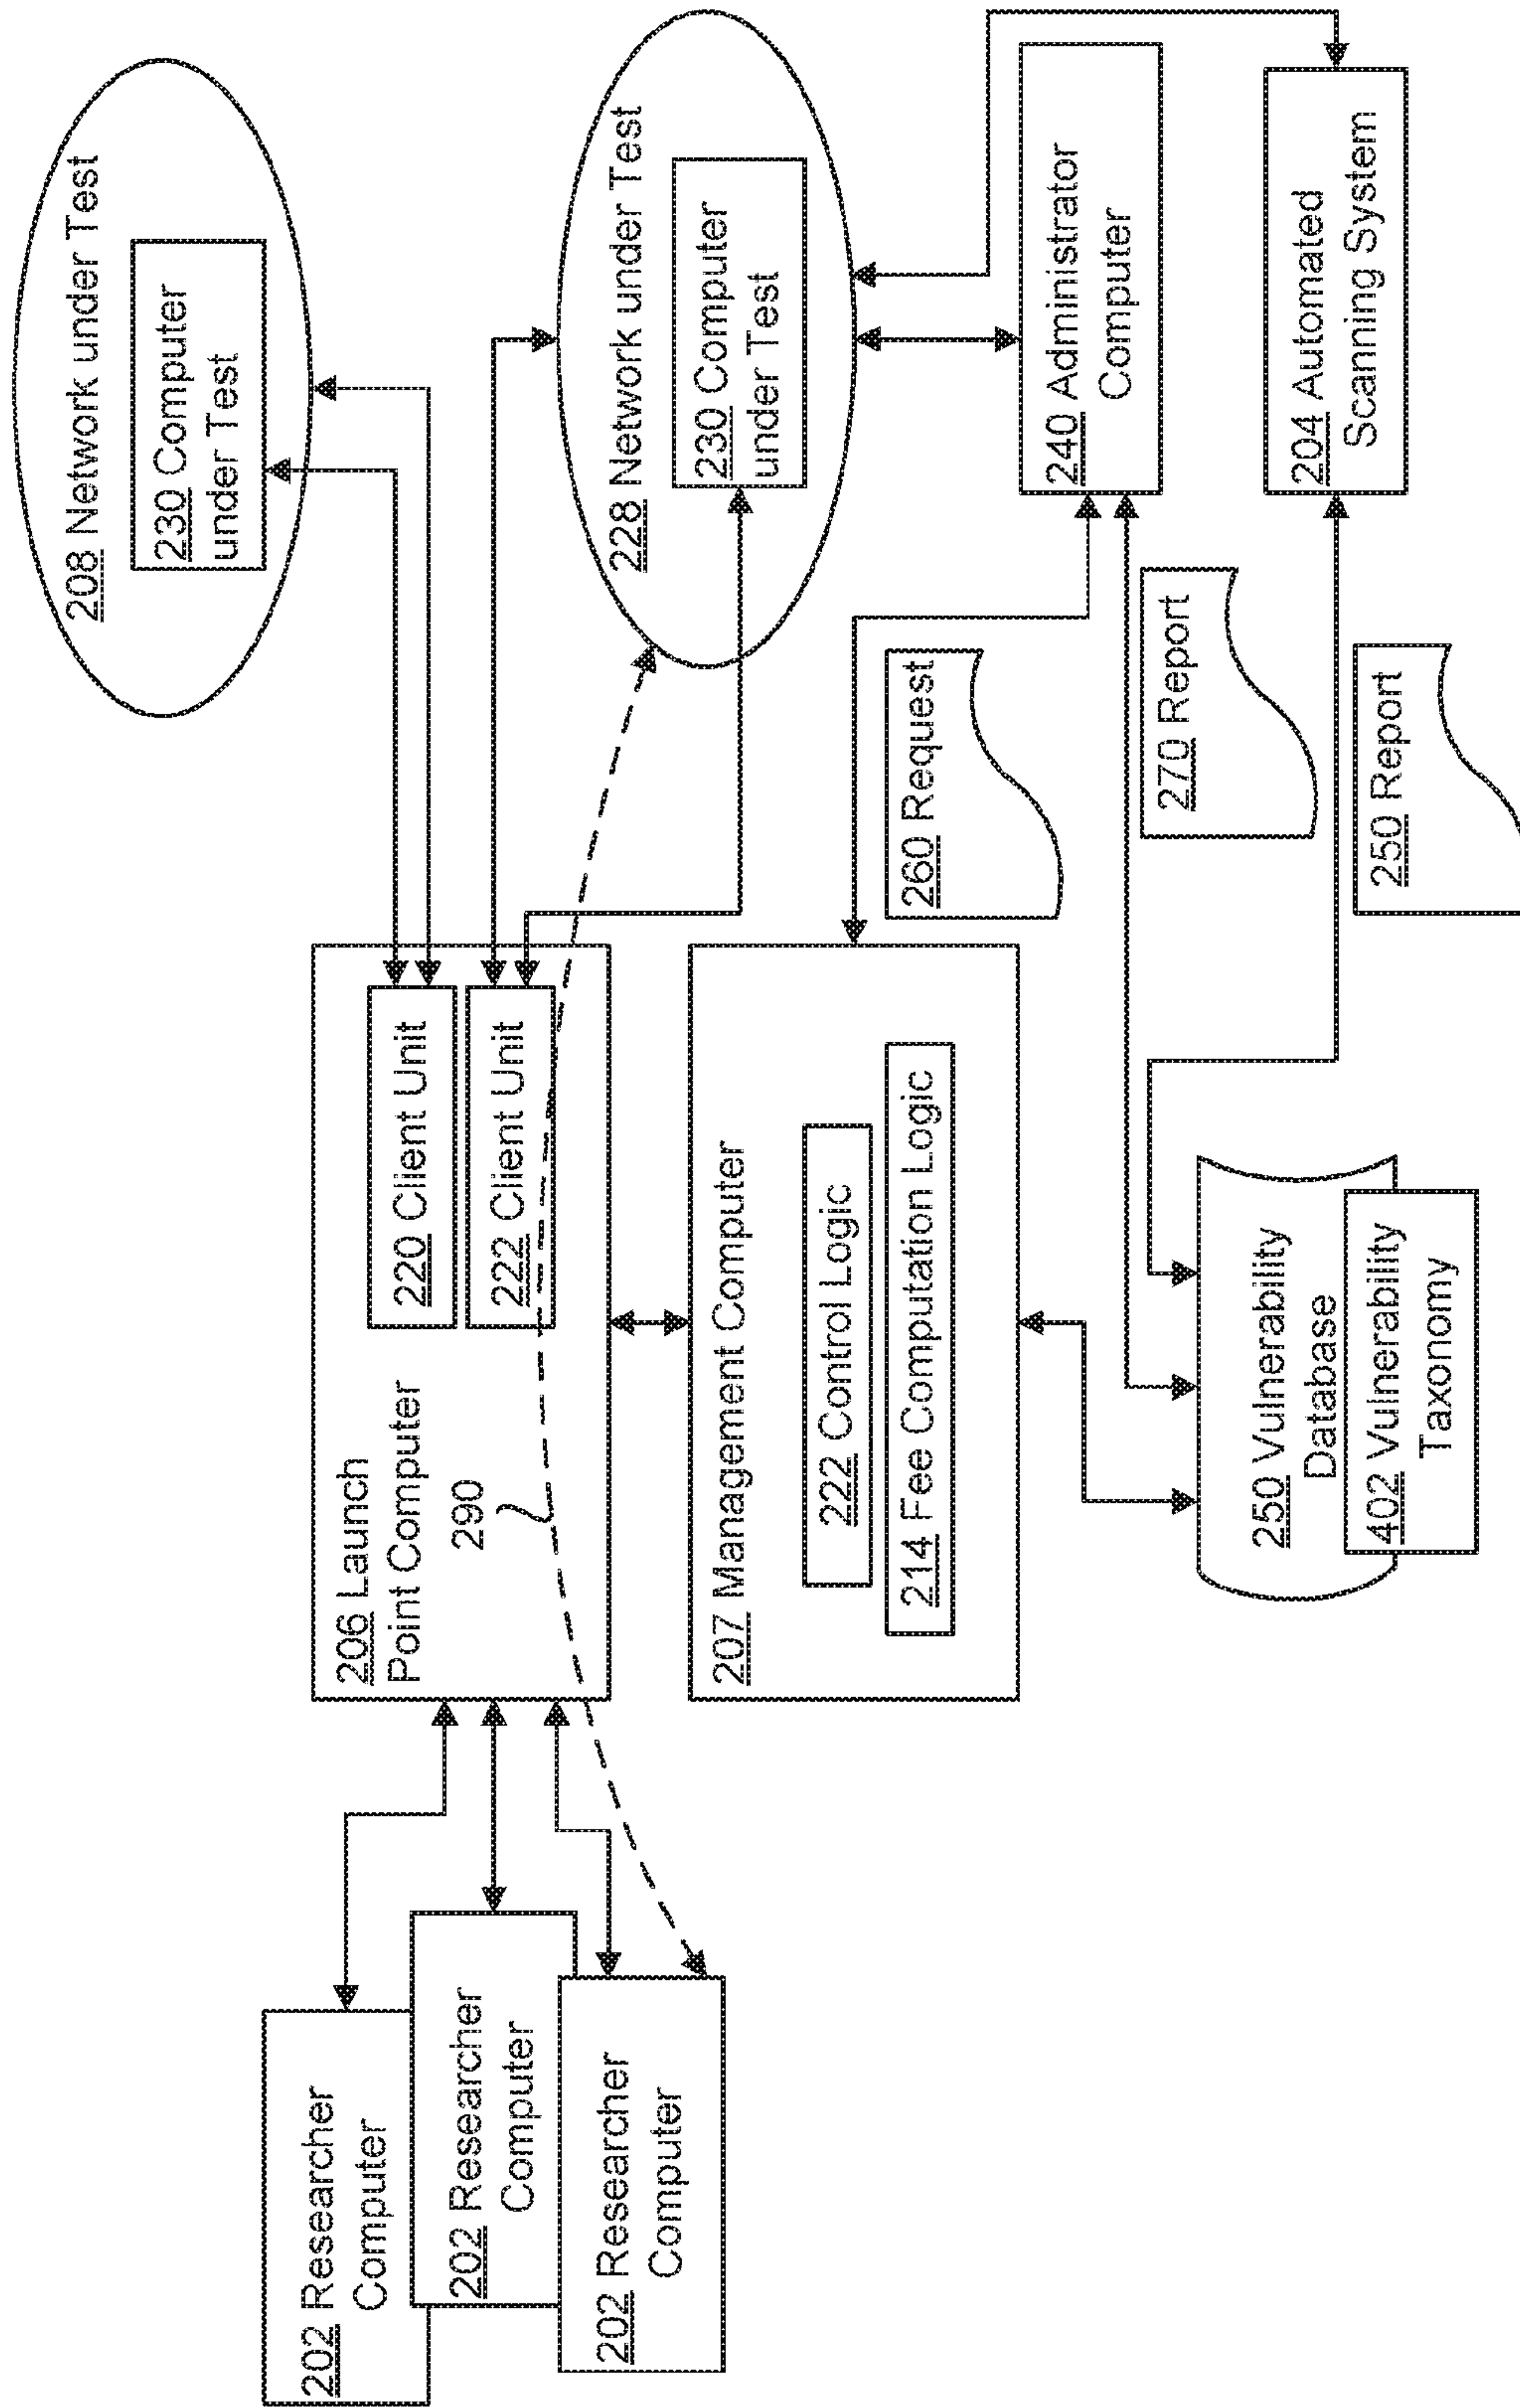 208 Network under Test
230 Computer
under Test
202 Researcher
Computer
202 Researcher
Computer
202 Researcher
Computer
206 Launch
Point Computer
290
220 Client Unit
222 Client Unit
228 Network under Test
230 Computer
under Test
207 Management Computer
222 Control Logic
214 Fee Computation Logic
260 Request
240 Administrator
Computer
270 Report
250 Vulnerability
Database
402 Vulnerability
Taxonomy
204 Automated
Scanning System
250 Report